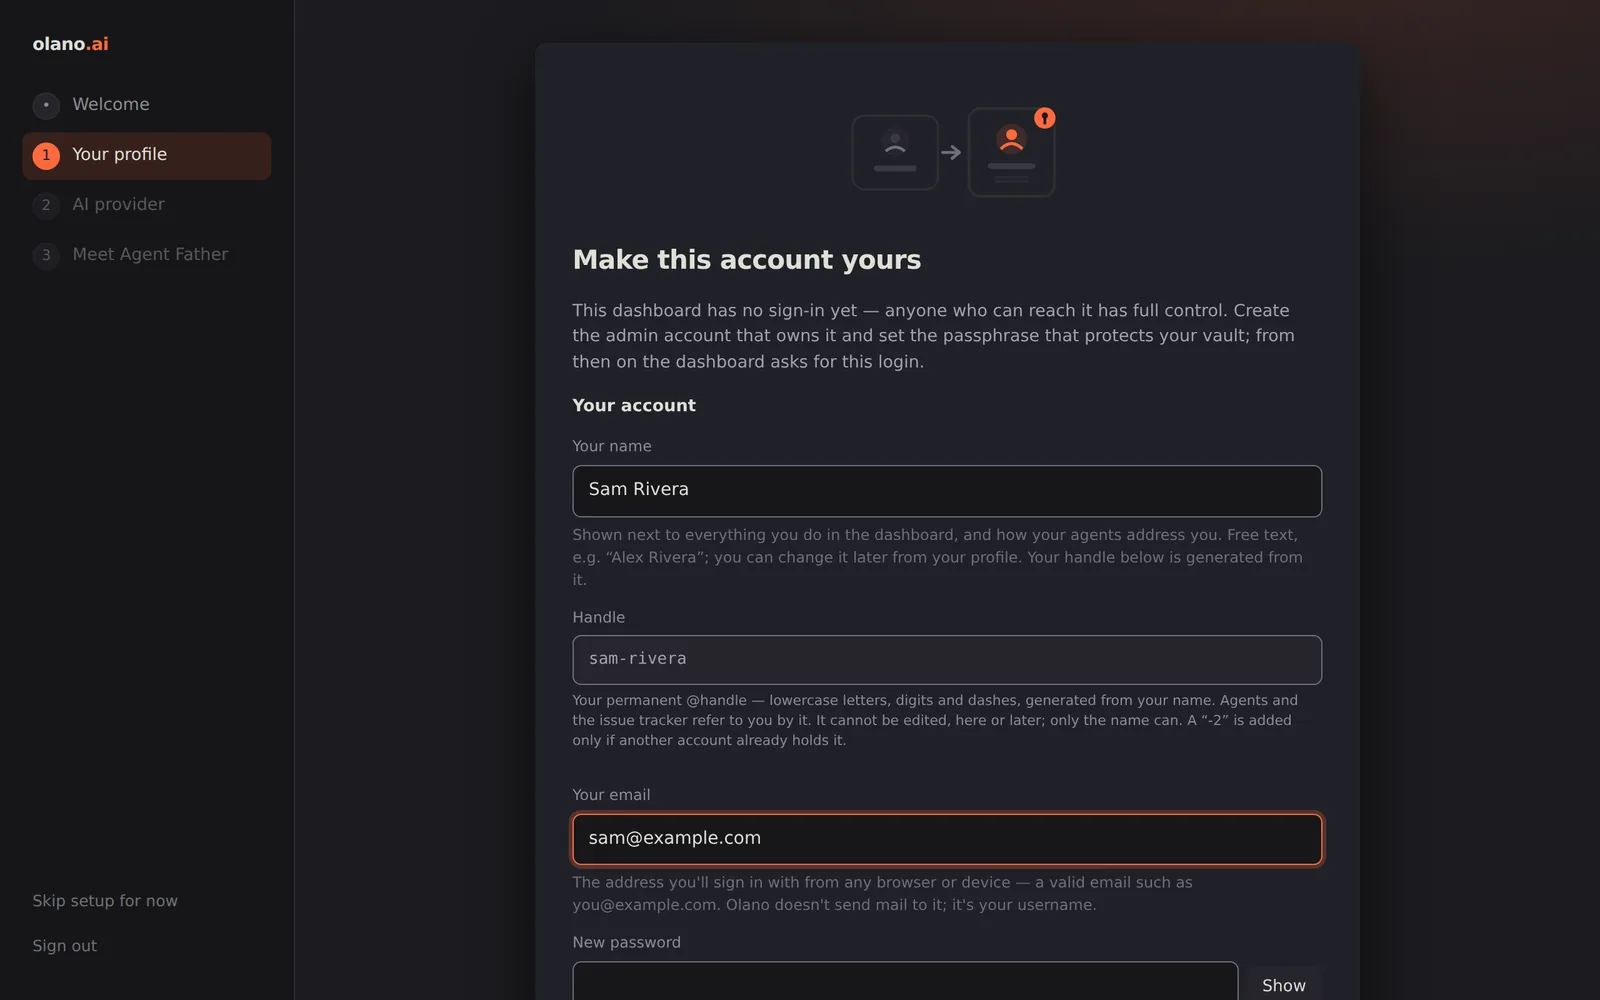 olano.ai
Welcome
1 Your profile
2 AI provider
3 Meet Agent Father
Skip setup for now
Sign out
Make this account yours
This dashboard has no sign-in yet — anyone who can reach it has full control. Create
the admin account that owns it and set the passphrase that protects your vault; from
then on the dashboard asks for this login.
Your account
Your name
Sam Rivera
Shown next to everything you do in the dashboard, and how your agents address you. Free text,
e.g. “Alex Rivera”; you can change it later from your profile. Your handle below is generated from
it.
Handle
sam-rivera
Your permanent @handle — lowercase letters, digits and dashes, generated from your name. Agents and
the issue tracker refer to you by it. It cannot be edited, here or later; only the name can. A “-2” is added
only if another account already holds it.
Your email
sam@example.com
The address you'll sign in with from any browser or device — a valid email such as
you@example.com. Olano doesn't send mail to it; it's your username.
New password
Show